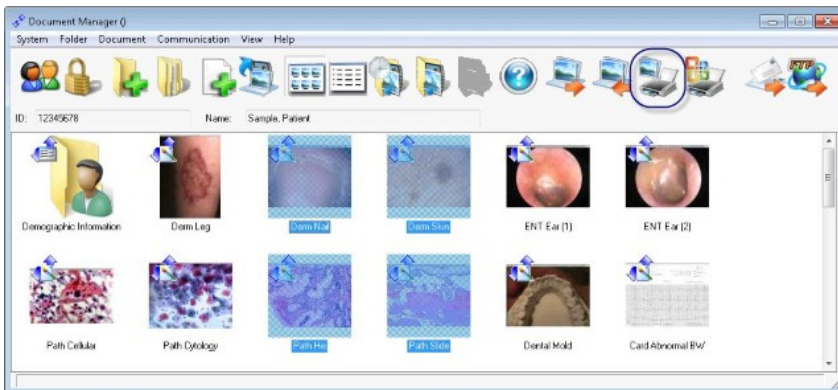 Document Manager ()
System Folder Document Communication View Help
FTP
ID: 12345678 Name: Sample, Patient
Demographic Information Derm Leg Derm Nail Derm Skin ENT Ear (1) ENT Ear (2)
Path Cellular Path Cytology Path Hei Path Slide Dental Mold Card Abnormal BW